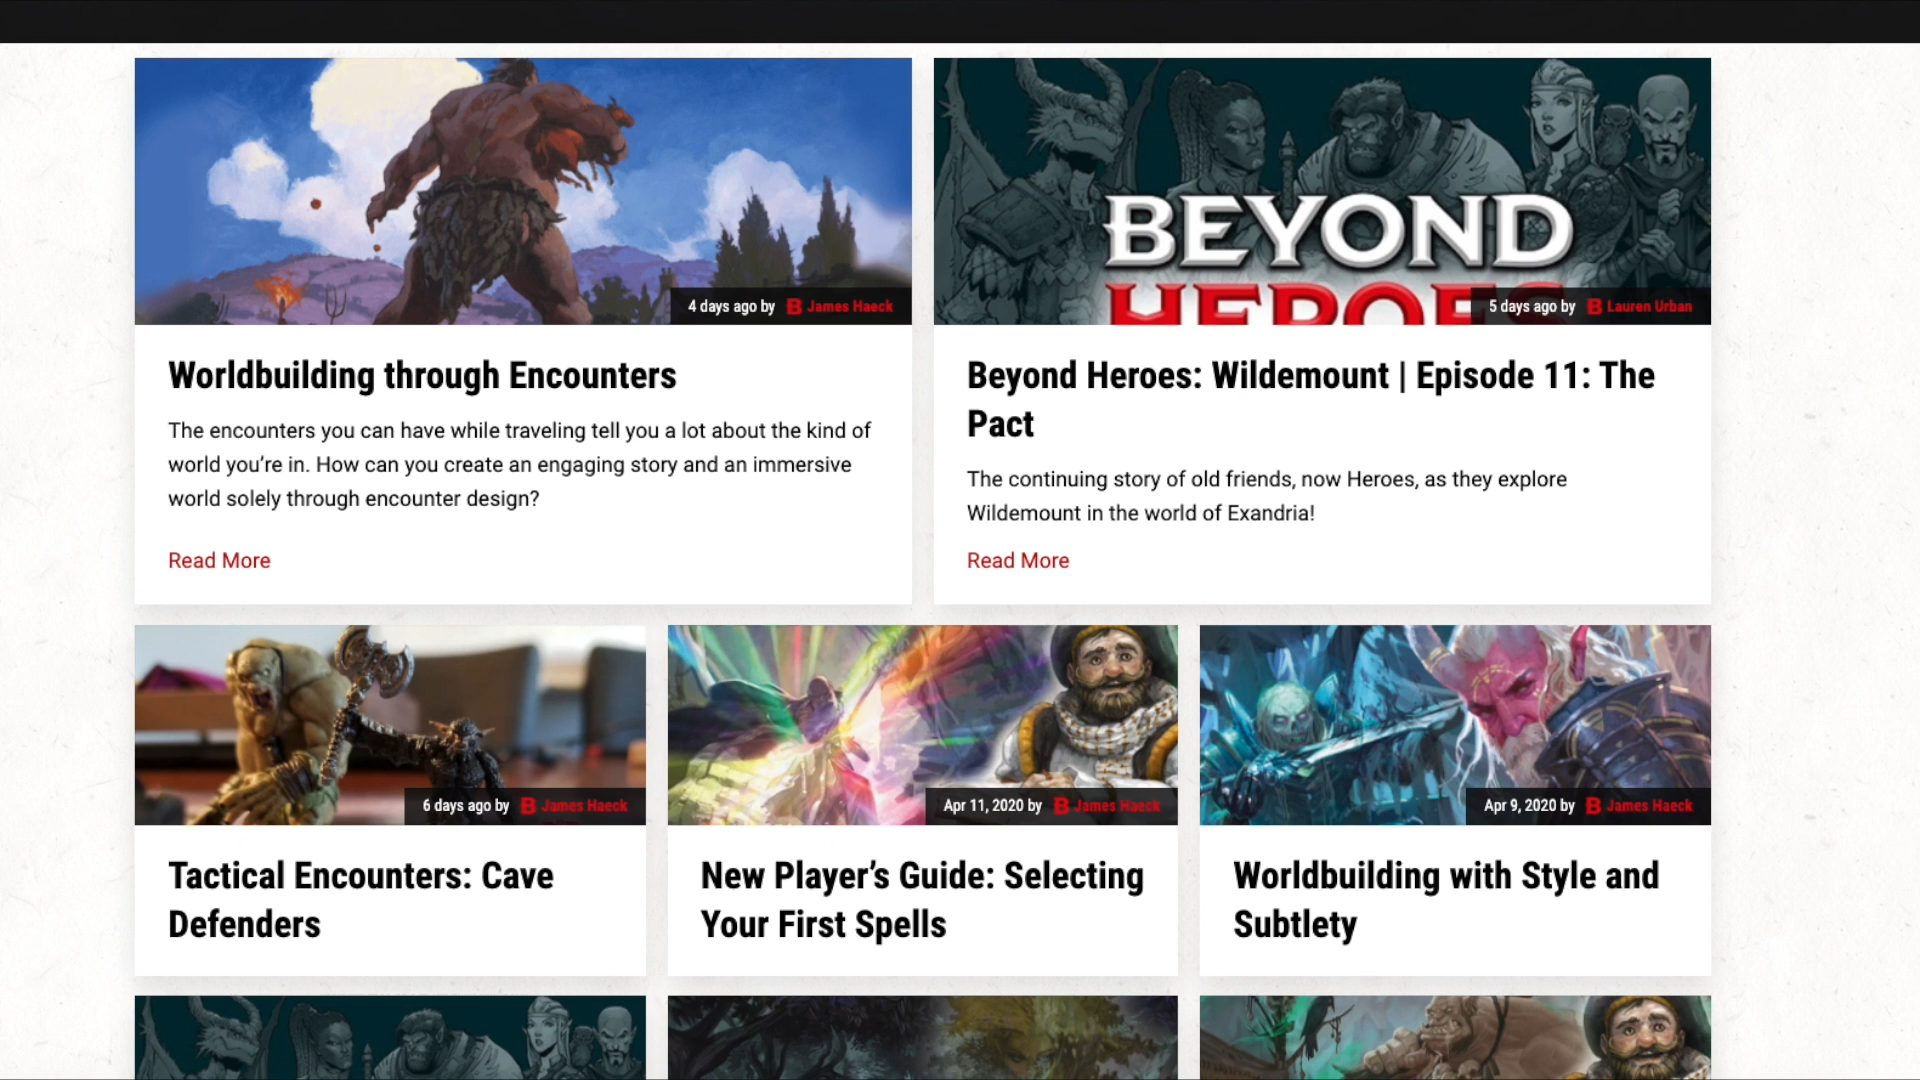 BEYOND
HEROES
4 days ago by B James Haeck
5 days ago by B Lauren Urban
Worldbuilding through Encounters
The encounters you can have while traveling tell you a lot about the kind of
world you’re in. How can you create an engaging story and an immersive
world solely through encounter design?
Read More
Beyond Heroes: Wildemount | Episode 11: The
Pact
The continuing story of old friends, now Heroes, as they explore
Wildemount in the world of Exandria!
Read More
6 days ago by B James Haeck
Apr 11, 2020 by B James Haeck
Apr 9, 2020 by B James Haeck
Tactical Encounters: Cave
Defenders
New Player’s Guide: Selecting
Your First Spells
Worldbuilding with Style and
Subtlety